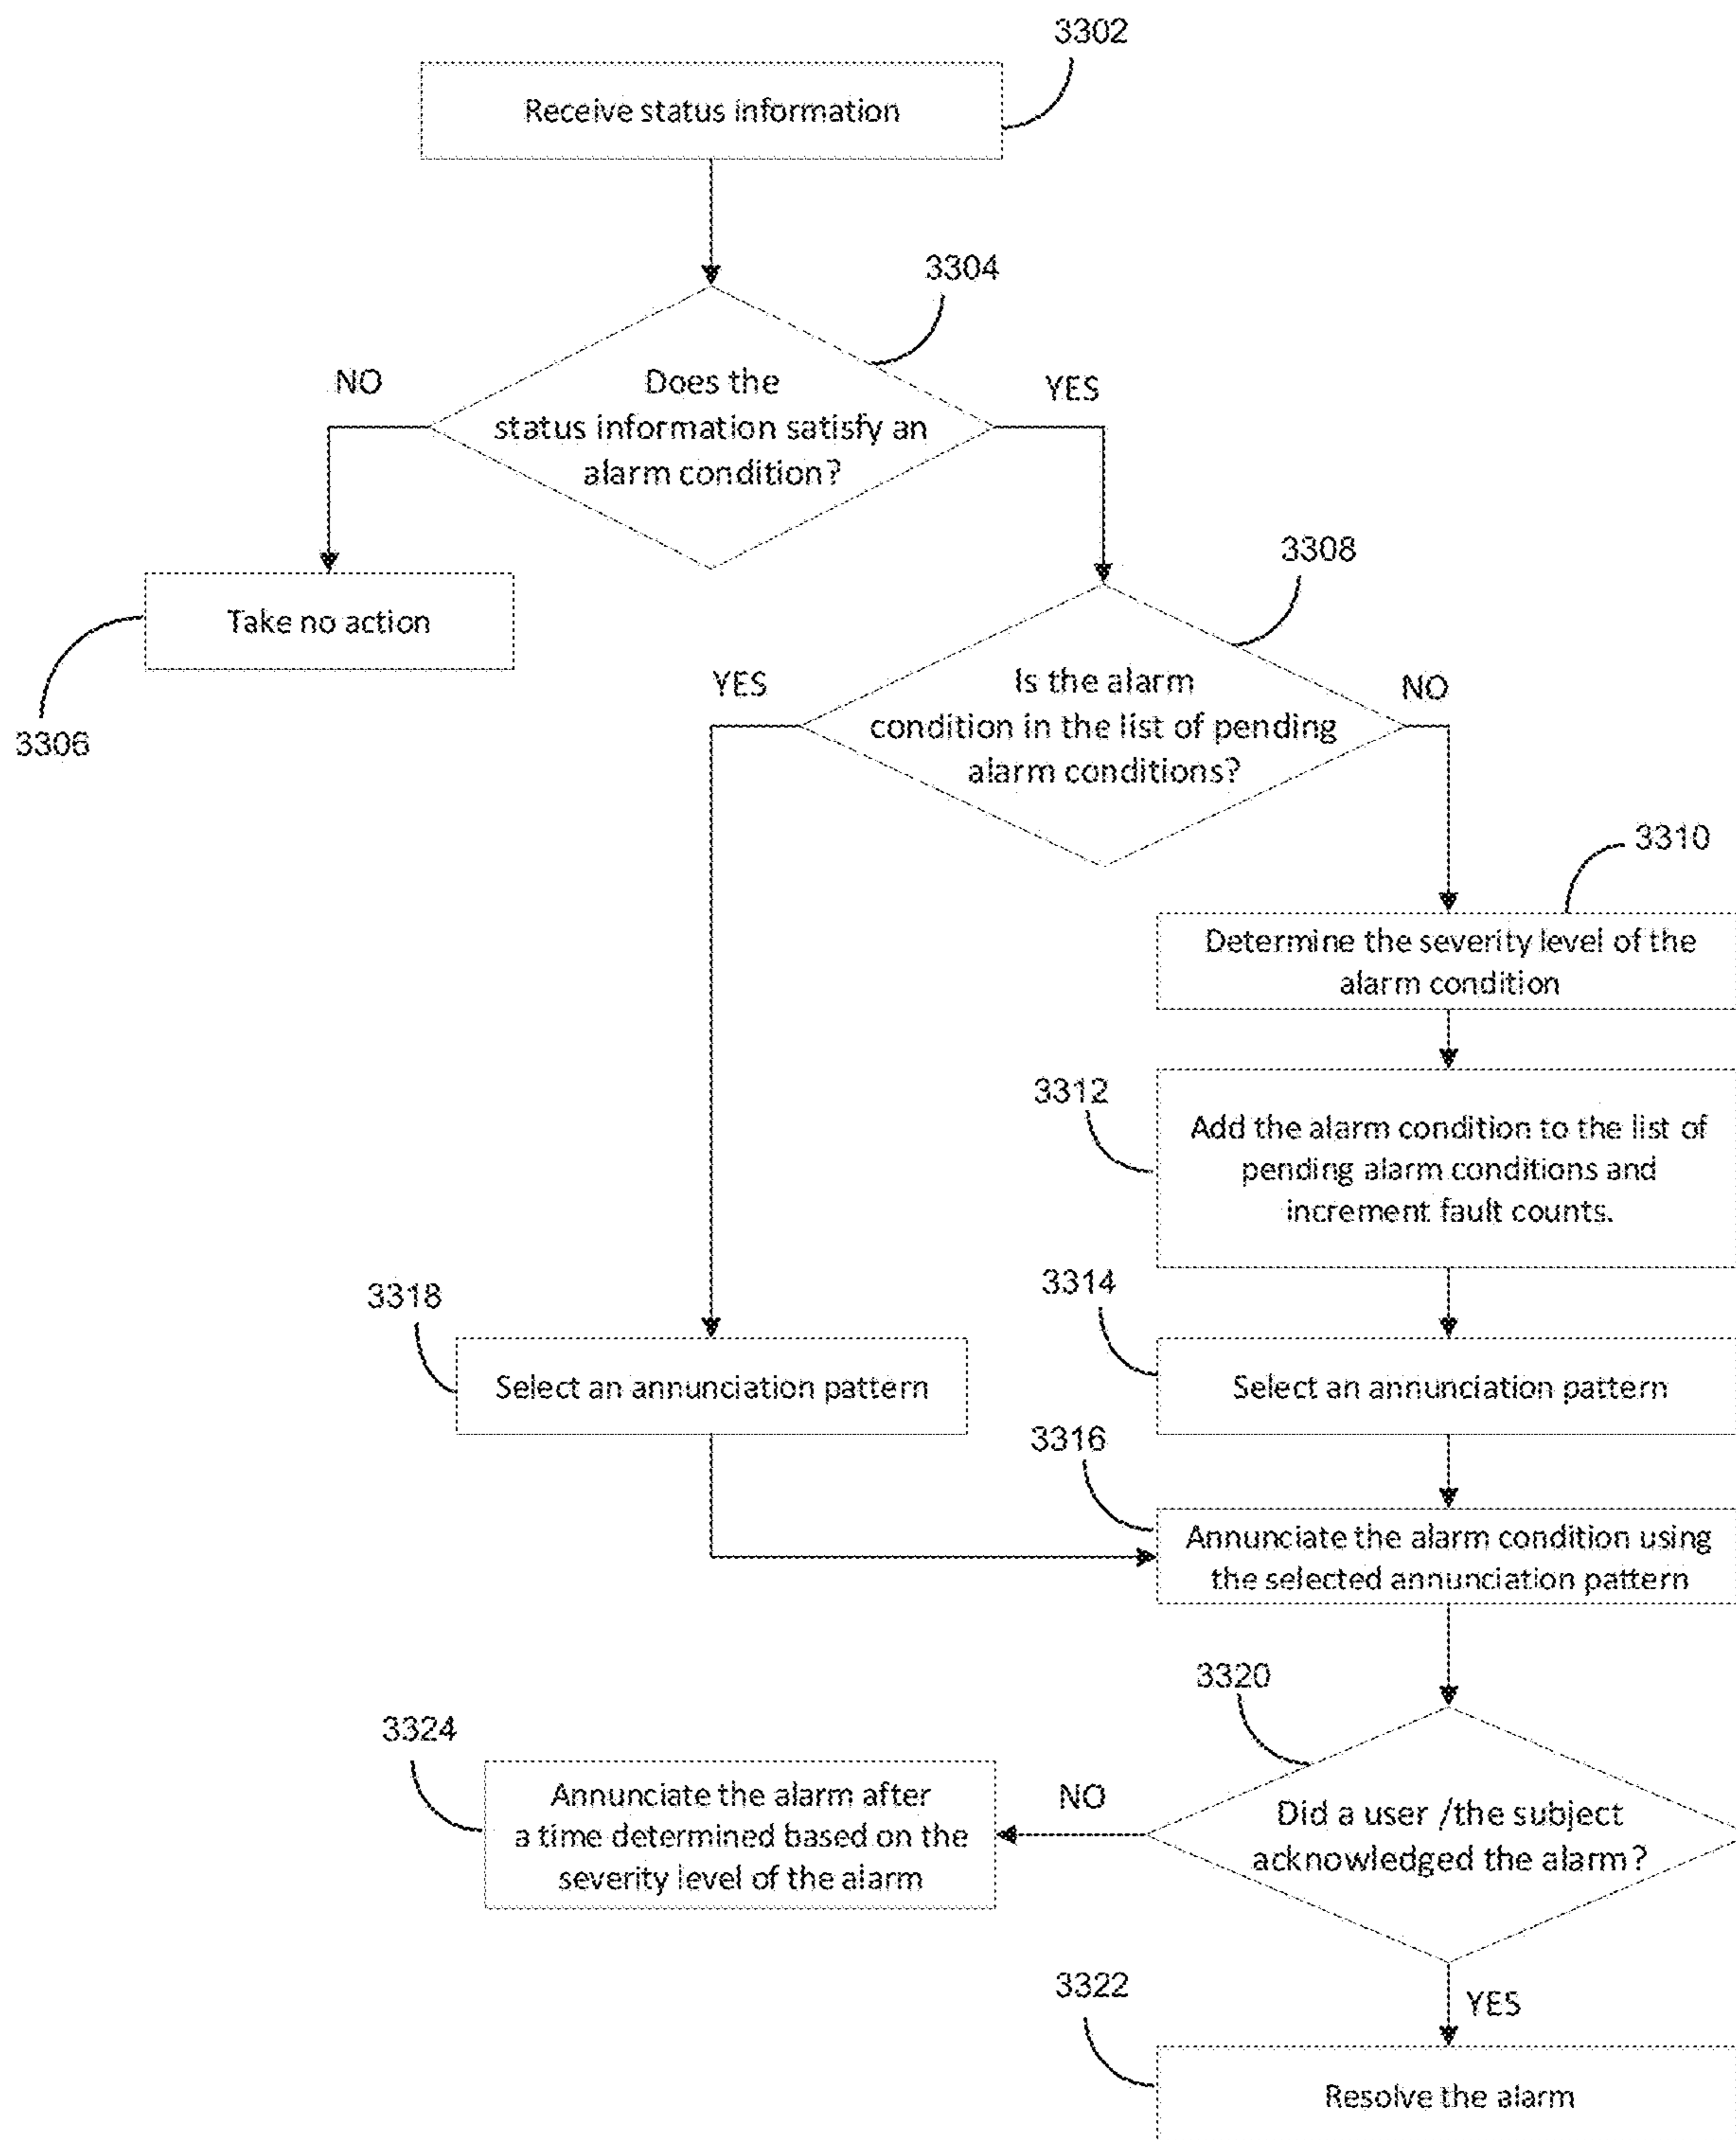 3302
Receive status information
3304
NO
YES
Does the
status information satisfy an
alarm condition?
3308
Take no action
3306
YES
NO
Is the alarm
condition in the list of pending
alarm conditions?
3310
Determine the severity level of the
alarm condition
3312
Add the alarm condition to the list of
pending alarm conditions and
increment fault counts.
3318
3314
Select an annunciation pattern
Select an annunciation pattern
3316
Annunciate the alarm condition using
the selected annunciation pattern
3320
3324
Annunciate the alarm after
a time determined based on the
severity level of the alarm
NO
Did a user /the subject
acknowledged the alarm?
3322
YES
Resolve the alarm